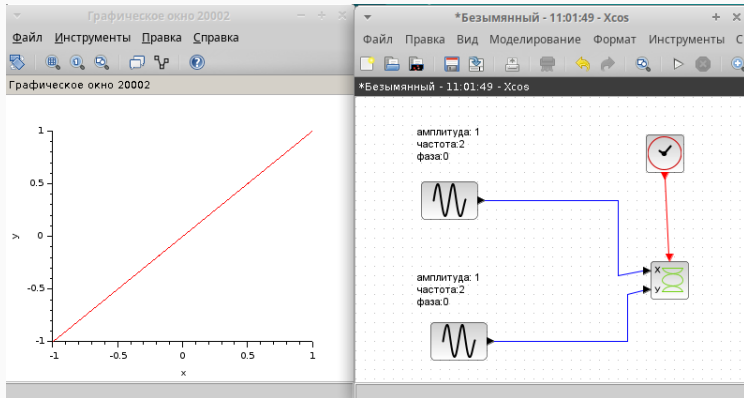 Графическое окно 20002
Файл Инструменты Правка Справка
Графическое окно 20002
1
0.5
0
-0.5
-1
y
-1 -0.5 0 0.5 1
x
*Безымянный - 11:01:49 - Xcos
Файл Правка Вид Моделирование Формат Инструменты С
*Безымянный - 11:01:49 - Xcos
амплитуда: 1
частота:2
фаза:0
X
y
амплитуда: 1
частота:2
фаза:0